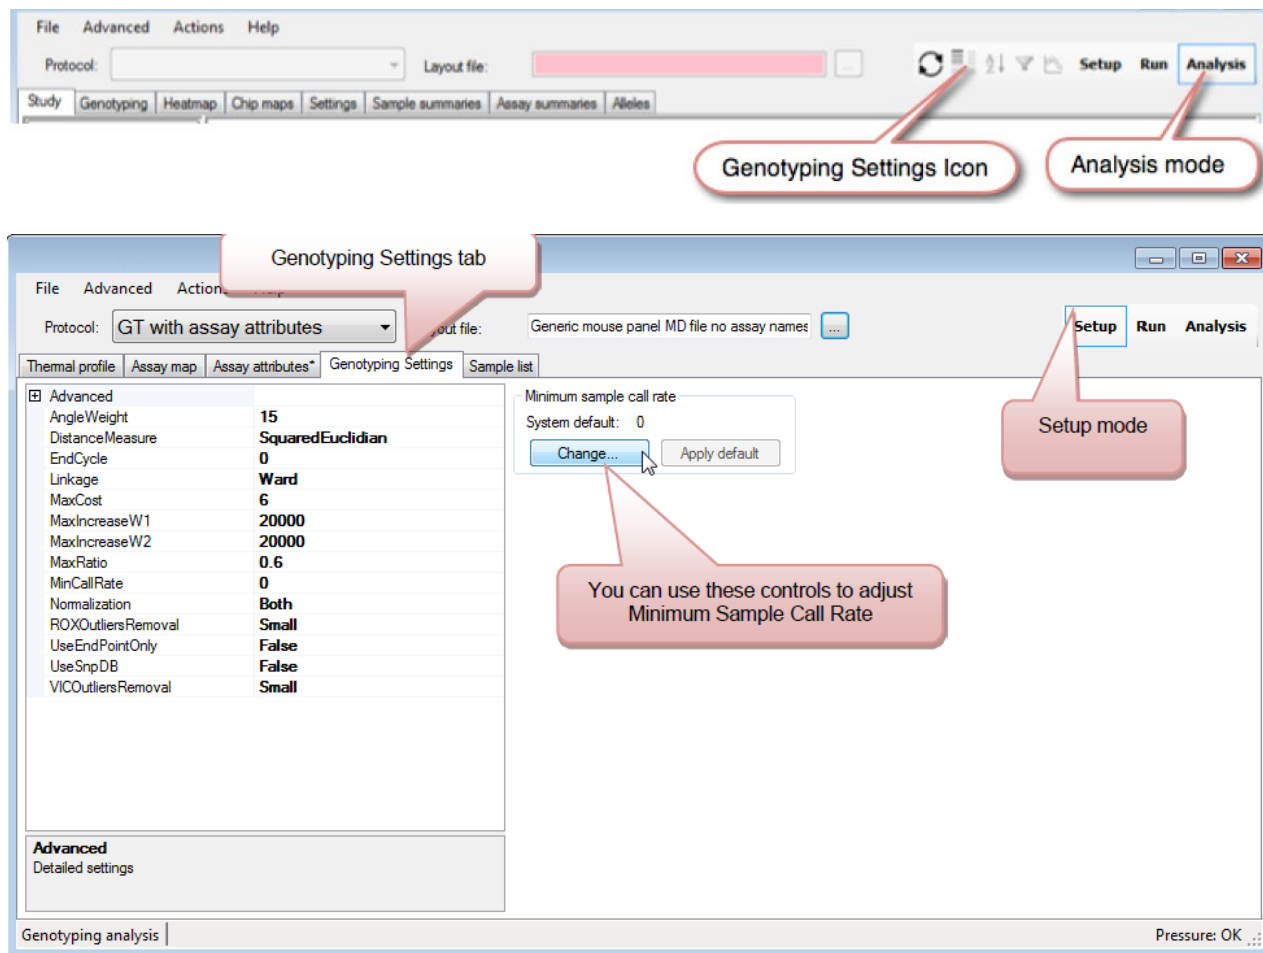 File Advanced Actions Help
Protocol: Layout file: ... Setup Run Analysis
Study Genotyping Heatmap Chip maps Settings Sample summaries Assay summaries Alleles
Genotyping Settings Icon
Analysis mode
Genotyping Settings tab
File Advanced Actions Help
Protocol: GT with assay attributes Layout file: Generic mouse panel MD file no assay names ... Setup Run Analysis
Thermal profile Assay map Assay attributes* Genotyping Settings Sample list
Advanced
AngleWeight 15
DistanceMeasure SquaredEuclidian
EndCycle 0
Linkage Ward
MaxCost 6
MaxIncreaseW1 20000
MaxIncreaseW2 20000
MaxRatio 0.6
MinCallRate 0
Normalization Both
ROXOutliersRemoval Small
UseEndPointOnly False
UseSnpDB False
VICOutliersRemoval Small
Minimum sample call rate
System default: 0
Change... Apply default
Setup mode
You can use these controls to adjust
Minimum Sample Call Rate
Advanced
Detailed settings
Genotyping analysis Pressure: OK